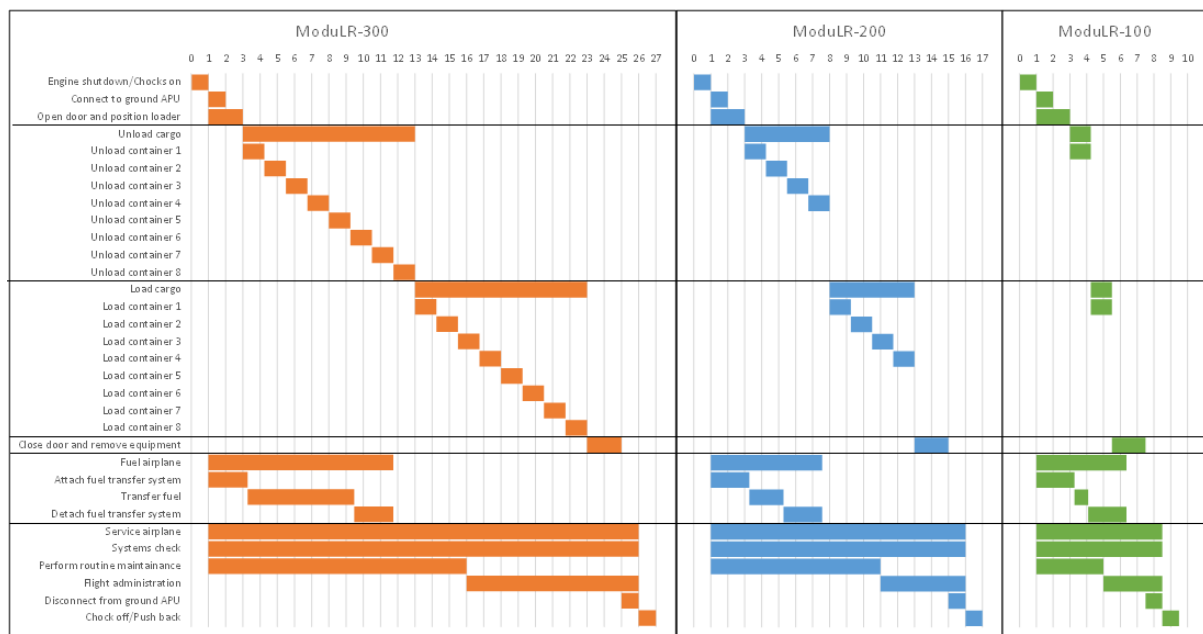 ModuLR-300 ModuLR-200 ModuLR-100
0 1 2 3 4 5 6 7 8 9 10 11 12 13 14 15 16 17 18 19 20 21 22 23 24 25 26 27 0 1 2 3 4 5 6 7 8 9 10 11 12 13 14 15 16 17 0 1 2 3 4 5 6 7 8 9 10
Engine shutdown/Chocks on
Connect to ground APU
Open door and position loader
Unload cargo
Unload container 1
Unload container 2
Unload container 3
Unload container 4
Unload container 5
Unload container 6
Unload container 7
Unload container 8
Load cargo
Load container 1
Load container 2
Load container 3
Load container 4
Load container 5
Load container 6
Load container 7
Load container 8
Close door and remove equipment
Fuel airplane
Attach fuel transfer system
Transfer fuel
Detach fuel transfer system
Service airplane
Systems check
Perform routine maintainance
Flight administration
Disconnect from ground APU
Chock off/Push back